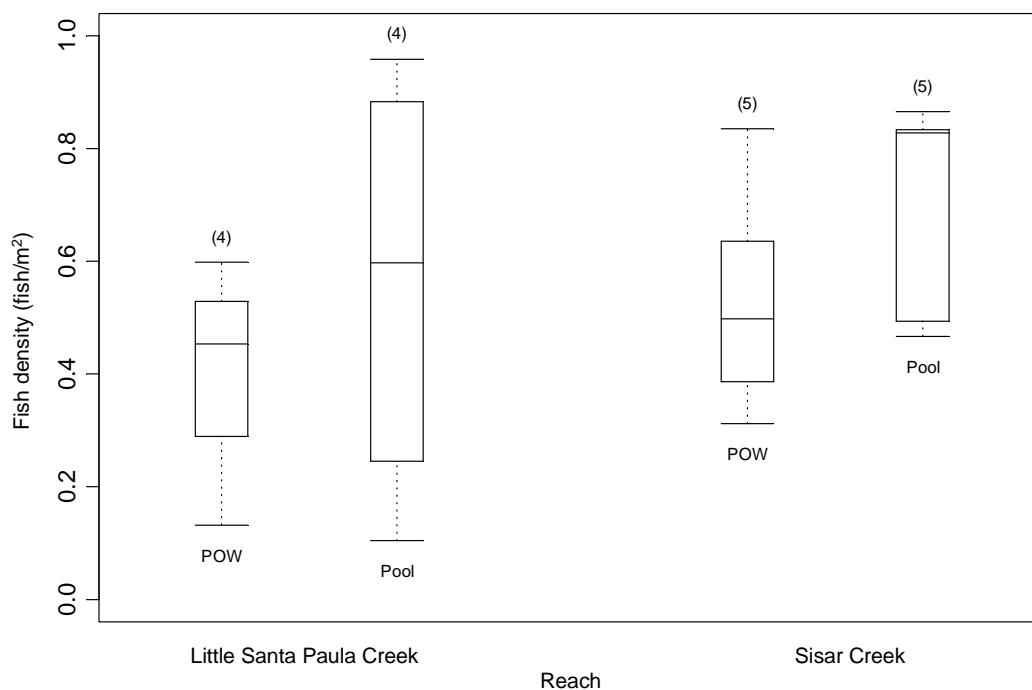 Fish density (fish/m²)
1.0
0.8
0.6
0.4
0.2
0.0
(4)
(4)
(5)
(5)
POW
Pool
POW
Pool
Little Santa Paula Creek
Sisar Creek
Reach